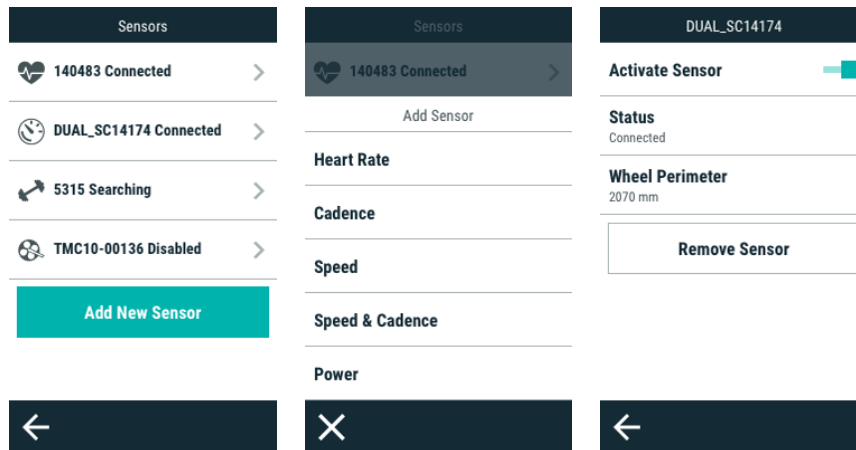 Sensors
140483 Connected
DUAL_SC14174 Connected
5315 Searching
TMC10-00136 Disabled
Add New Sensor
Sensors
140483 Connected
Add Sensor
Heart Rate
Cadence
Speed
Speed & Cadence
Power
DUAL_SC14174
Activate Sensor
Status
Connected
Wheel Perimeter
2070 mm
Remove Sensor